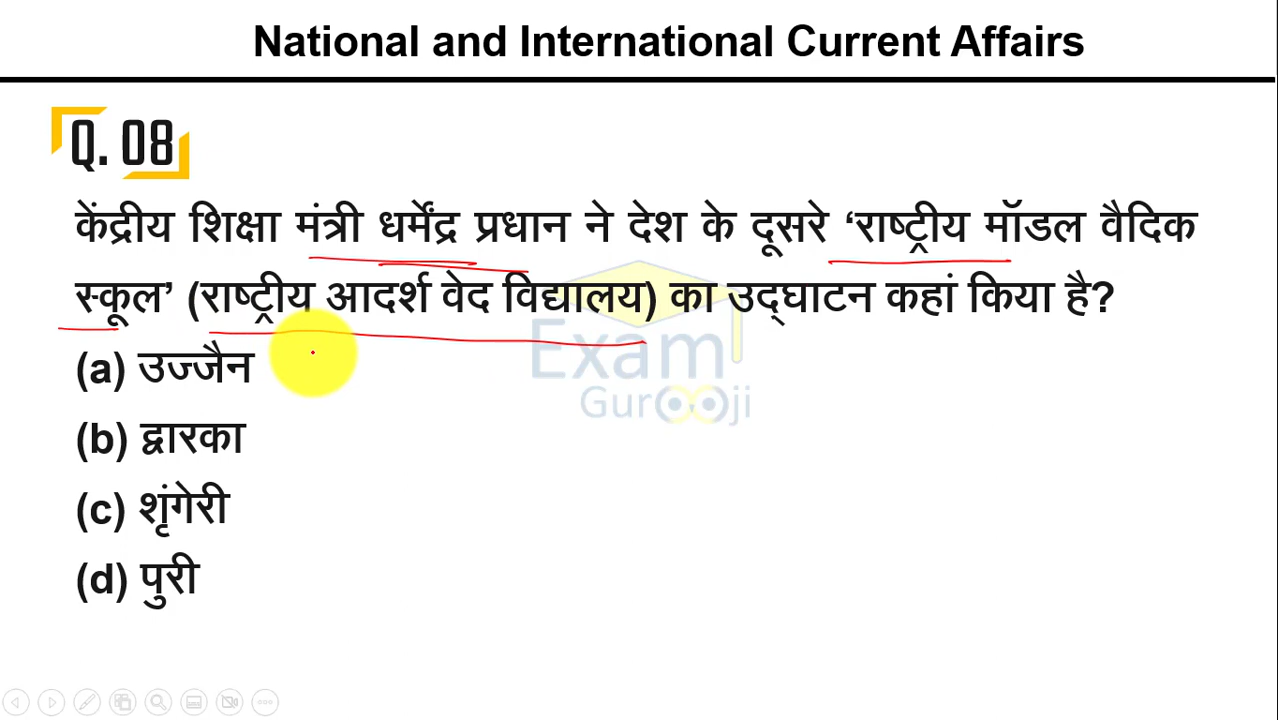 National and International Current Affairs
Q. 08
केंद्रीय शिक्षा मंत्री धर्मेंद्र प्रधान ने देश के दूसरे ‘राष्ट्रीय मॉडल वैदिक
स्कूल’ (राष्ट्रीय आदर्श वेद विद्यालय) का उद्घाटन कहां किया है?
Exam
Gurooji
(a) उज्जैन
(b) द्वारका
(c) शृंगेरी
(d) पुरी